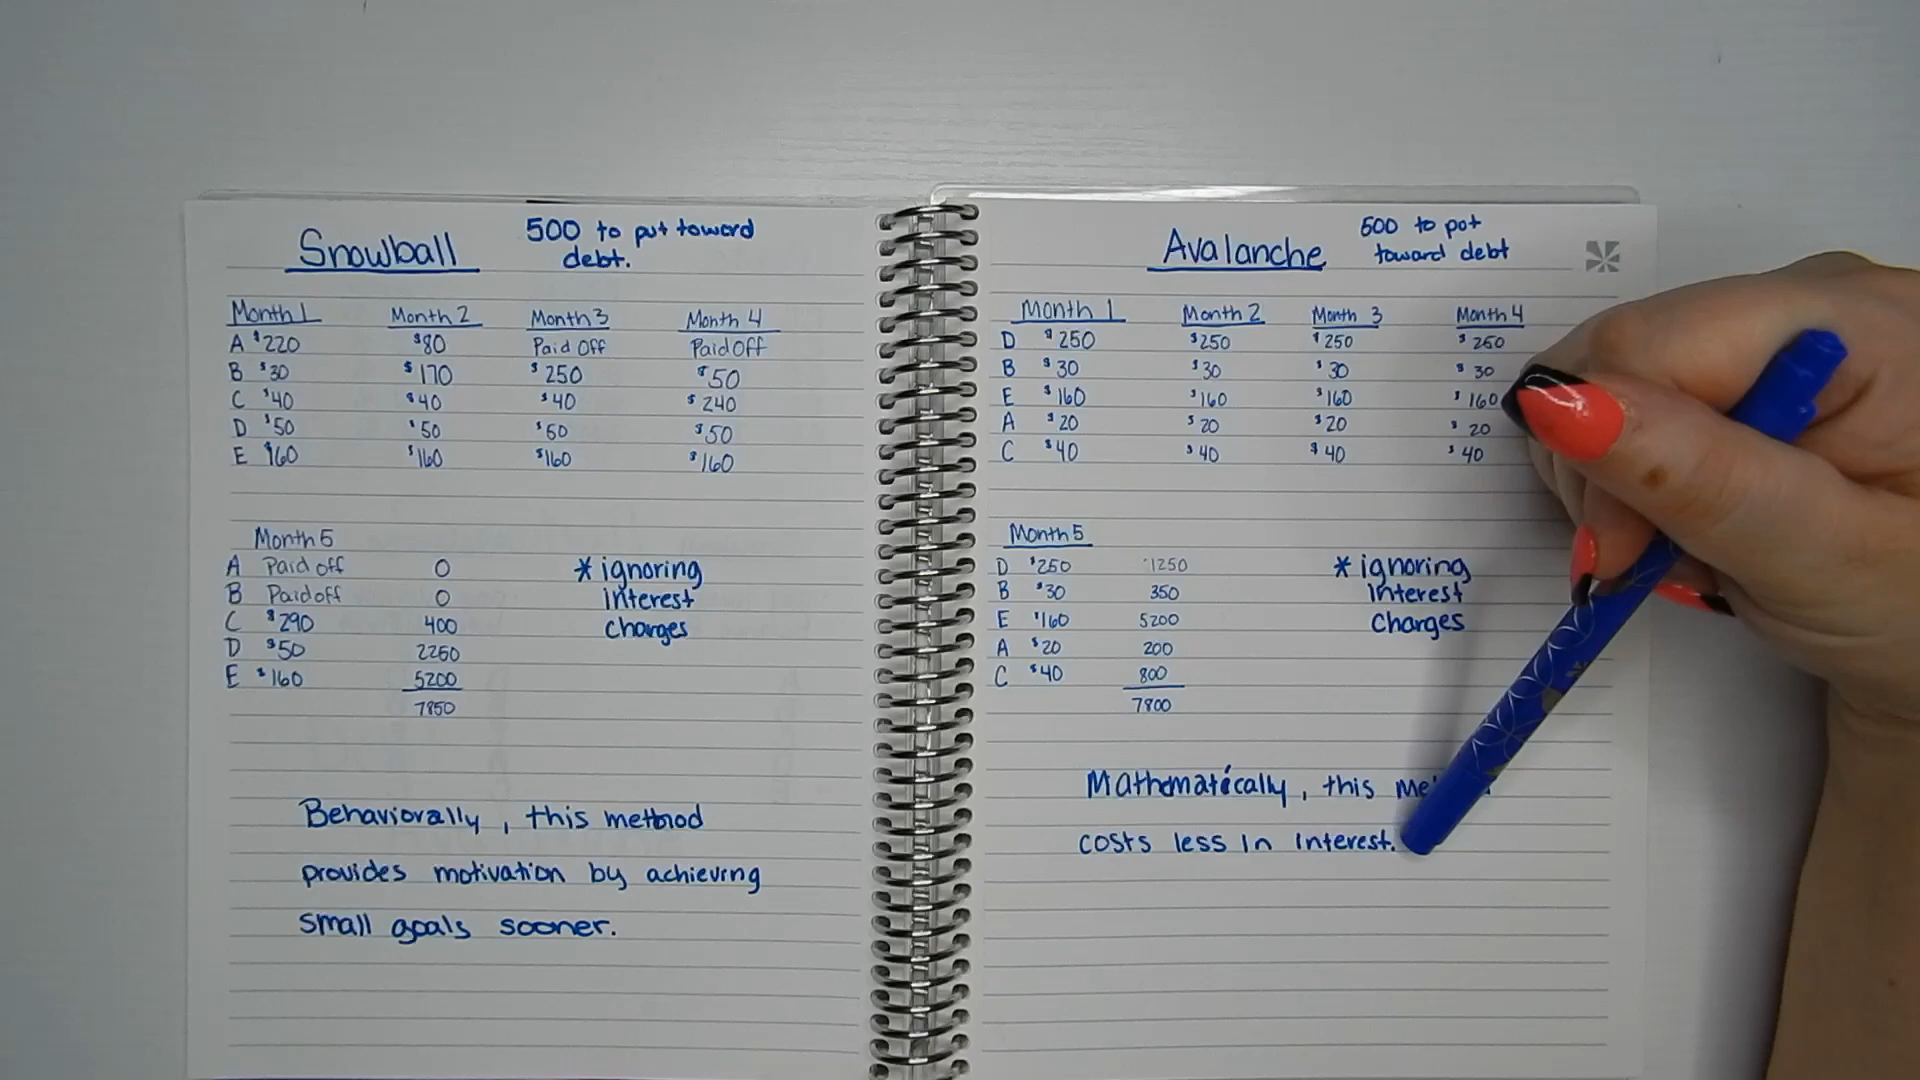 Snowball 500 to put toward
debt.
Month 1 Month 2 Month 3 Month 4
A $220 $80 Paid Off Paid Off
B $30 $170 $250 $50
C $40 $40 $40 $240
D $50 $50 $50 $50
E $160 $160 $160 $160
Month 5
A Paid off 0
B Paid off 0
C $290 400
D $50 2250
E $160 5200
7850
* ignoring
interest
charges
Behaviorally, this method
provides motivation by achieving
small goals sooner.
Avalanche 500 to put
toward debt
Month 1 Month 2 Month 3 Month 4
D $250 $250 $250 $250
B $30 $30 $30 $30
E $160 $160 $160 $160
A $20 $20 $20 $20
C $40 $40 $40 $40
Month 5
D $250 1250
B $30 350
E $160 5200
A $20 200
C $40 800
7800
* ignoring
interest
charges
Mathematically, this
costs less in interest.